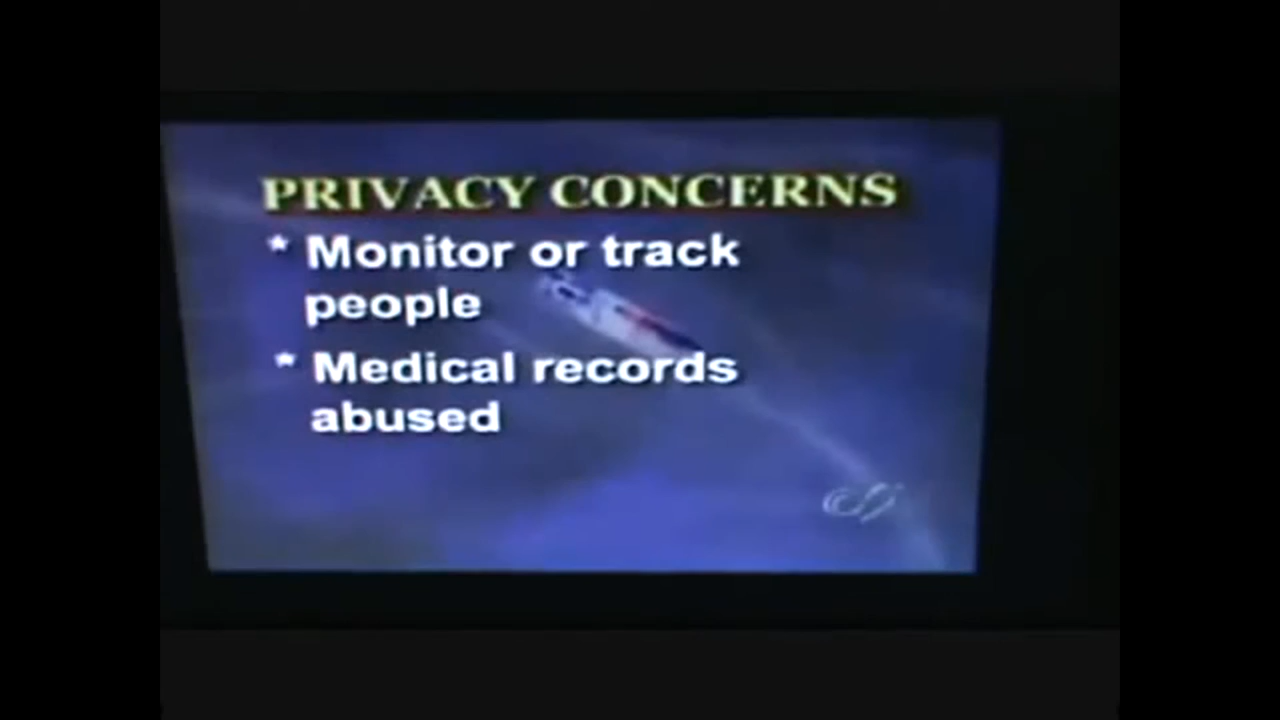 PRIVACY CONCERNS
* Monitor or track
people
* Medical records
abused